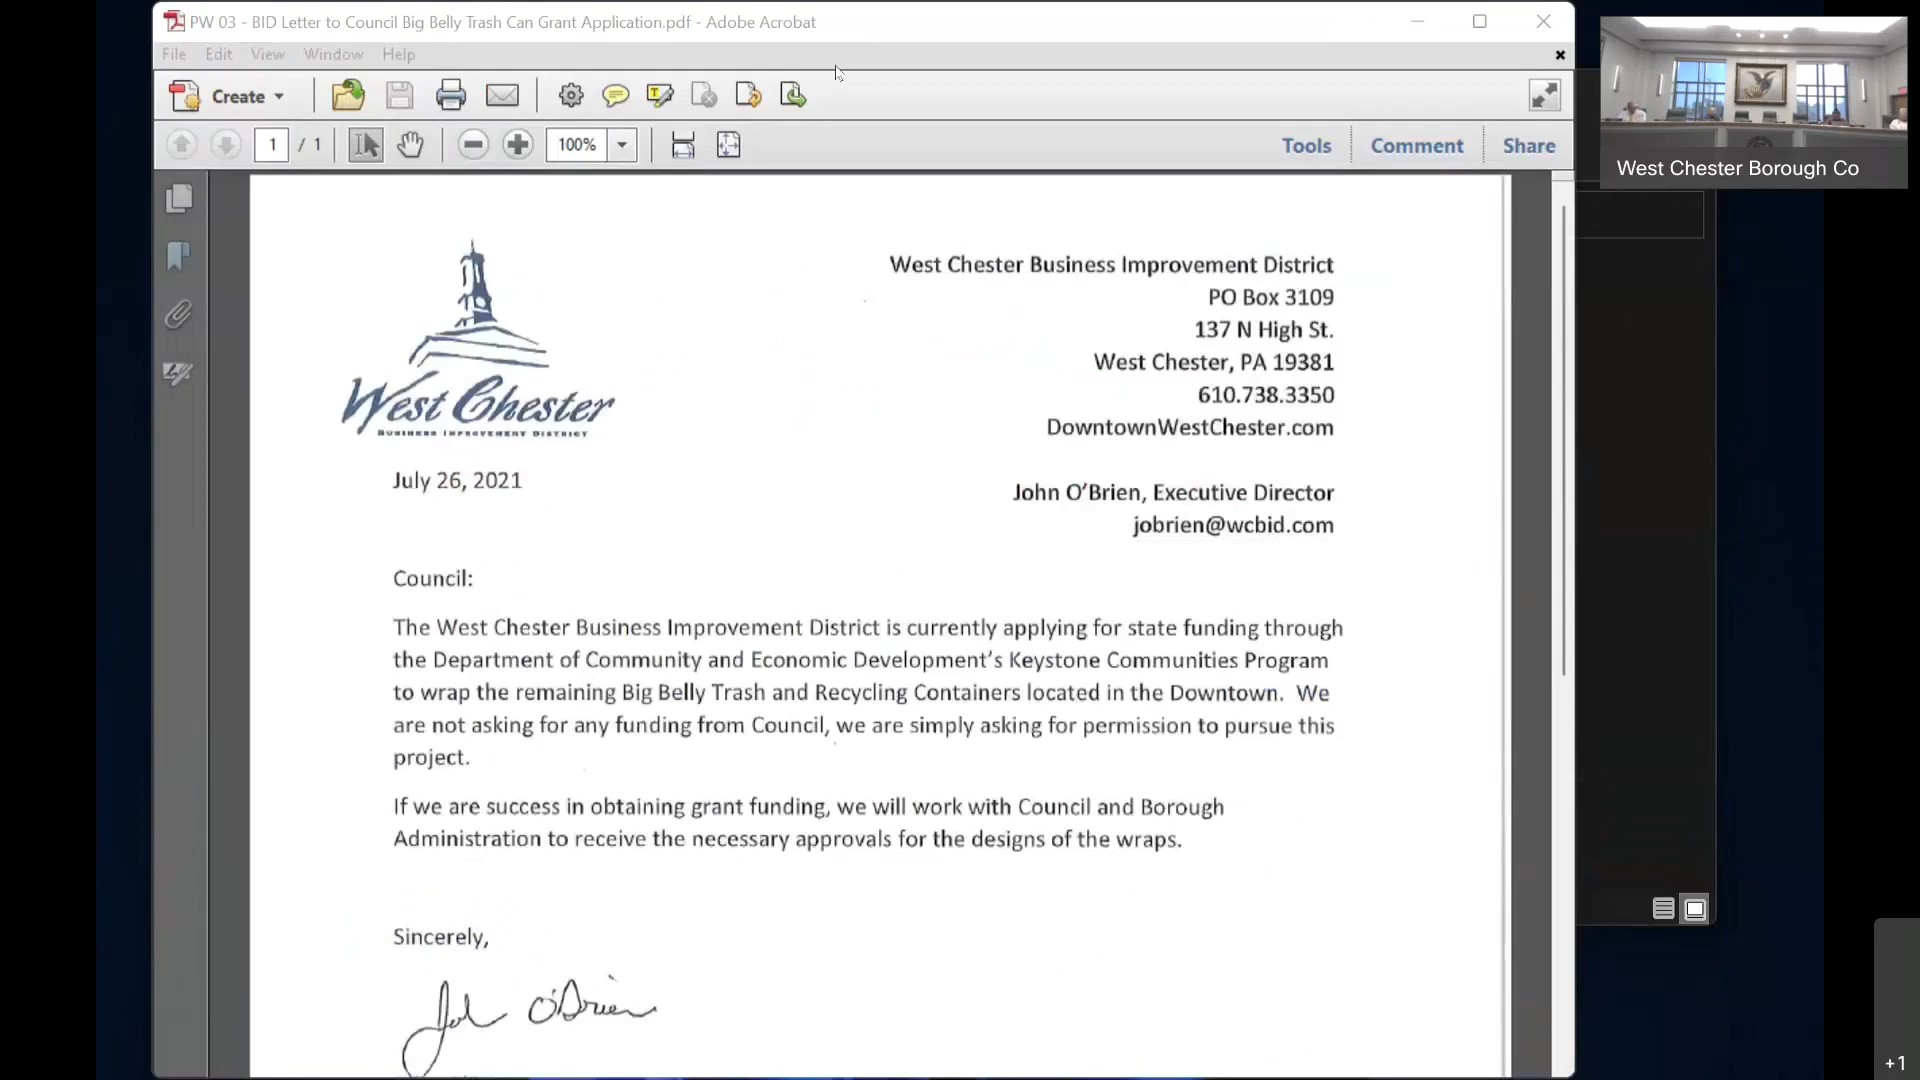 PW 03 - BID Letter to Council Big Belly Trash Can Grant Application.pdf - Adobe Acrobat
File Edit View Window Help
Create
1 / 1 100% Tools Comment Share
West Chester Borough Co
West Chester
BUSINESS IMPROVEMENT DISTRICT
West Chester Business Improvement District
PO Box 3109
137 N High St.
West Chester, PA 19381
610.738.3350
DowntownWestChester.com
July 26, 2021
John O'Brien, Executive Director
jobrien@wcbid.com
Council:
The West Chester Business Improvement District is currently applying for state funding through
the Department of Community and Economic Development's Keystone Communities Program
to wrap the remaining Big Belly Trash and Recycling Containers located in the Downtown. We
are not asking for any funding from Council, we are simply asking for permission to pursue this
project.
If we are success in obtaining grant funding, we will work with Council and Borough
Administration to receive the necessary approvals for the designs of the wraps.
Sincerely,
John O'Brien
+1